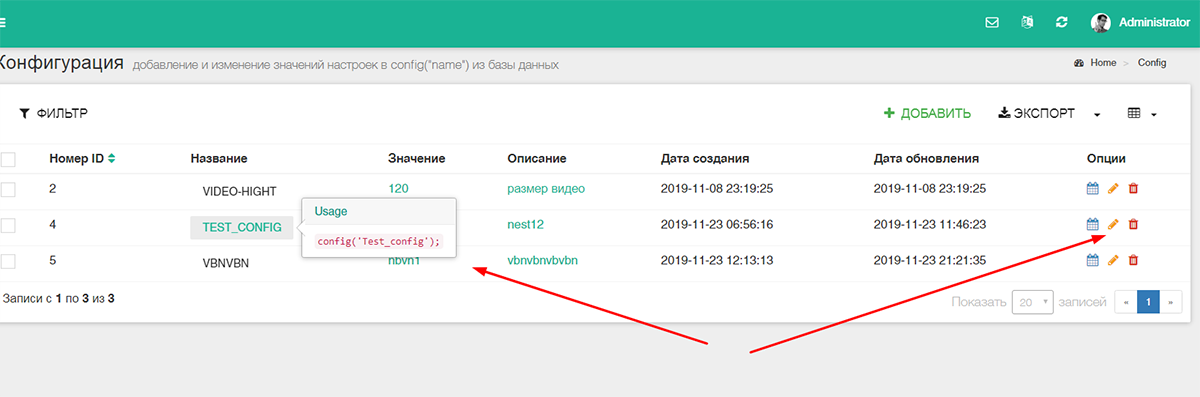 Administrator
Конфигурация добавление и изменение значений настроек в config("name") из базы данных Home > Config
ФИЛЬТР ДОБАВИТЬ ЭКСПОРТ
Номер ID Название Значение Описание Дата создания Дата обновления Опции
2 VIDEO-HIGHT 120 размер видео 2019-11-08 23:19:25 2019-11-08 23:19:25
Usage
4 TEST_CONFIG nest12 2019-11-23 06:56:16 2019-11-23 11:46:23
config('Test_config');
5 VBNVBN nbvn1 vbnvbnvbvbn 2019-11-23 12:13:13 2019-11-23 21:21:35
Записи с 1 по 3 из 3 Показать 20 записей « 1 »